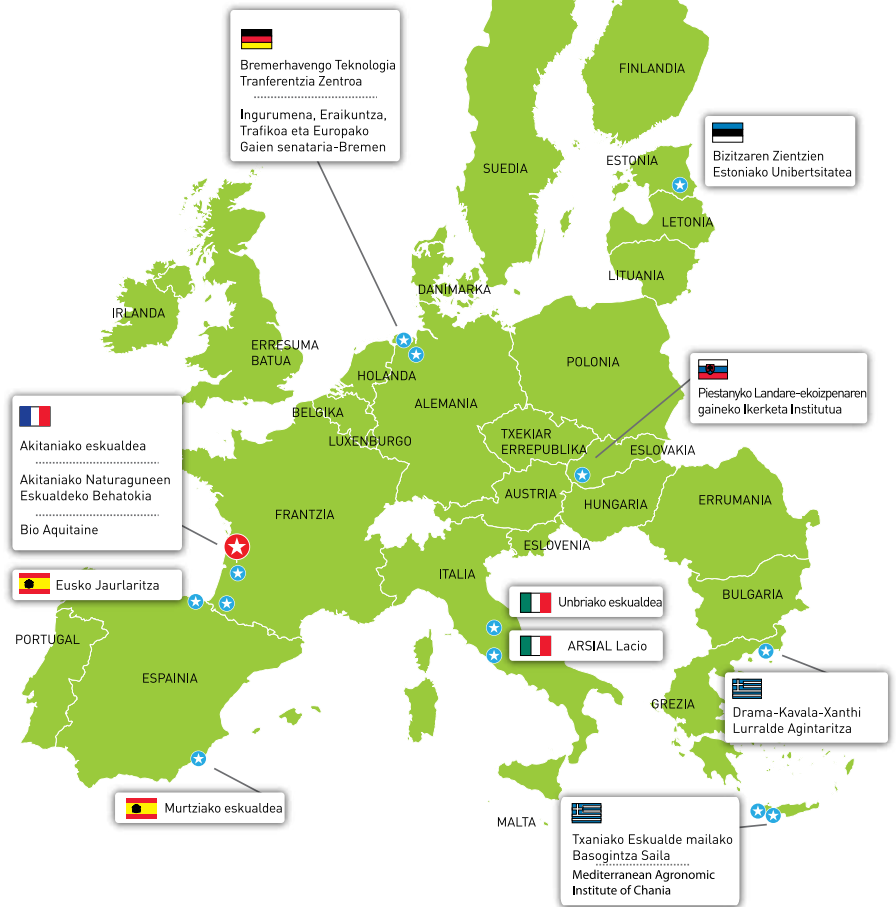 Bremerhavengo Teknologia
Tranferentzia Zentroa
Ingurumena, Eraikuntza,
Trafikoa eta Europako
Gaien senataria-Bremen
FINLANDIA
SUEDIA
ESTONIA
Bizitzaren Zientzien
Estoniako Unibertsitatea
LETONIA
LITUANIA
DANIMARKA
IRLANDA
ERRESUMA
BATUA
HOLANDA
POLONIA
BELGIKA
ALEMANIA
LUXENBURGO
Piestanyko Landare-ekoizpenaren
gaineko Ikerketa Institutua
TXEKIAR
ERREPUBLIKA
ESLOVAKIA
Akitaniako eskualdea
Akitaniako Naturaguneen
Eskualdeko Behatokia
Bio Aquitaine
FRANTZIA
AUSTRIA
HUNGARIA
ERRUMANIA
ESLOVENIA
ITALIA
Eusko Jaurlaritza
Unbriako eskualdea
BULGARIA
PORTUGAL
ARSIAL Lacio
ESPAINIA
GREZIA
Drama-Kavala-Xanthi
Lurralde Agintaritza
Murtziako eskualdea
MALTA
Txaniako Eskualde mailako
Basogintza Saila
Mediterranean Agronomic
Institute of Chania